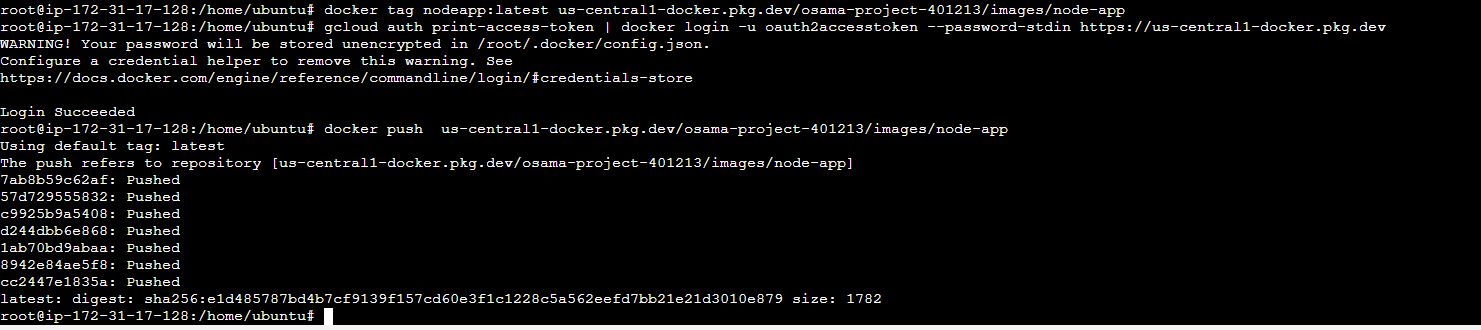 root@ip-172-31-17-128:/home/ubuntu# docker tag nodeapp:latest us-central1-docker.pkg.dev/osama-project-401213/images/node-app
root@ip-172-31-17-128:/home/ubuntu# gcloud auth print-access-token | docker login -u oauth2accesstoken --password-stdin https://us-central1-docker.pkg.dev
WARNING! Your password will be stored unencrypted in /root/.docker/config.json.
Configure a credential helper to remove this warning. See
https://docs.docker.com/engine/reference/commandline/login/#credentials-store
Login Succeeded
root@ip-172-31-17-128:/home/ubuntu# docker push  us-central1-docker.pkg.dev/osama-project-401213/images/node-app
Using default tag: latest
The push refers to repository [us-central1-docker.pkg.dev/osama-project-401213/images/node-app]
7ab8b59c62af: Pushed
57d729555832: Pushed
c9925b9a5408: Pushed
d244dbb6e868: Pushed
1ab70bd9abaa: Pushed
8942e84ae5f8: Pushed
cc2447e1835a: Pushed
latest: digest: sha256:e1d485787bd4b7cf9139f157cd60e3f1c1228c5a562eefd7bb21e21d3010e879 size: 1782
root@ip-172-31-17-128:/home/ubuntu#